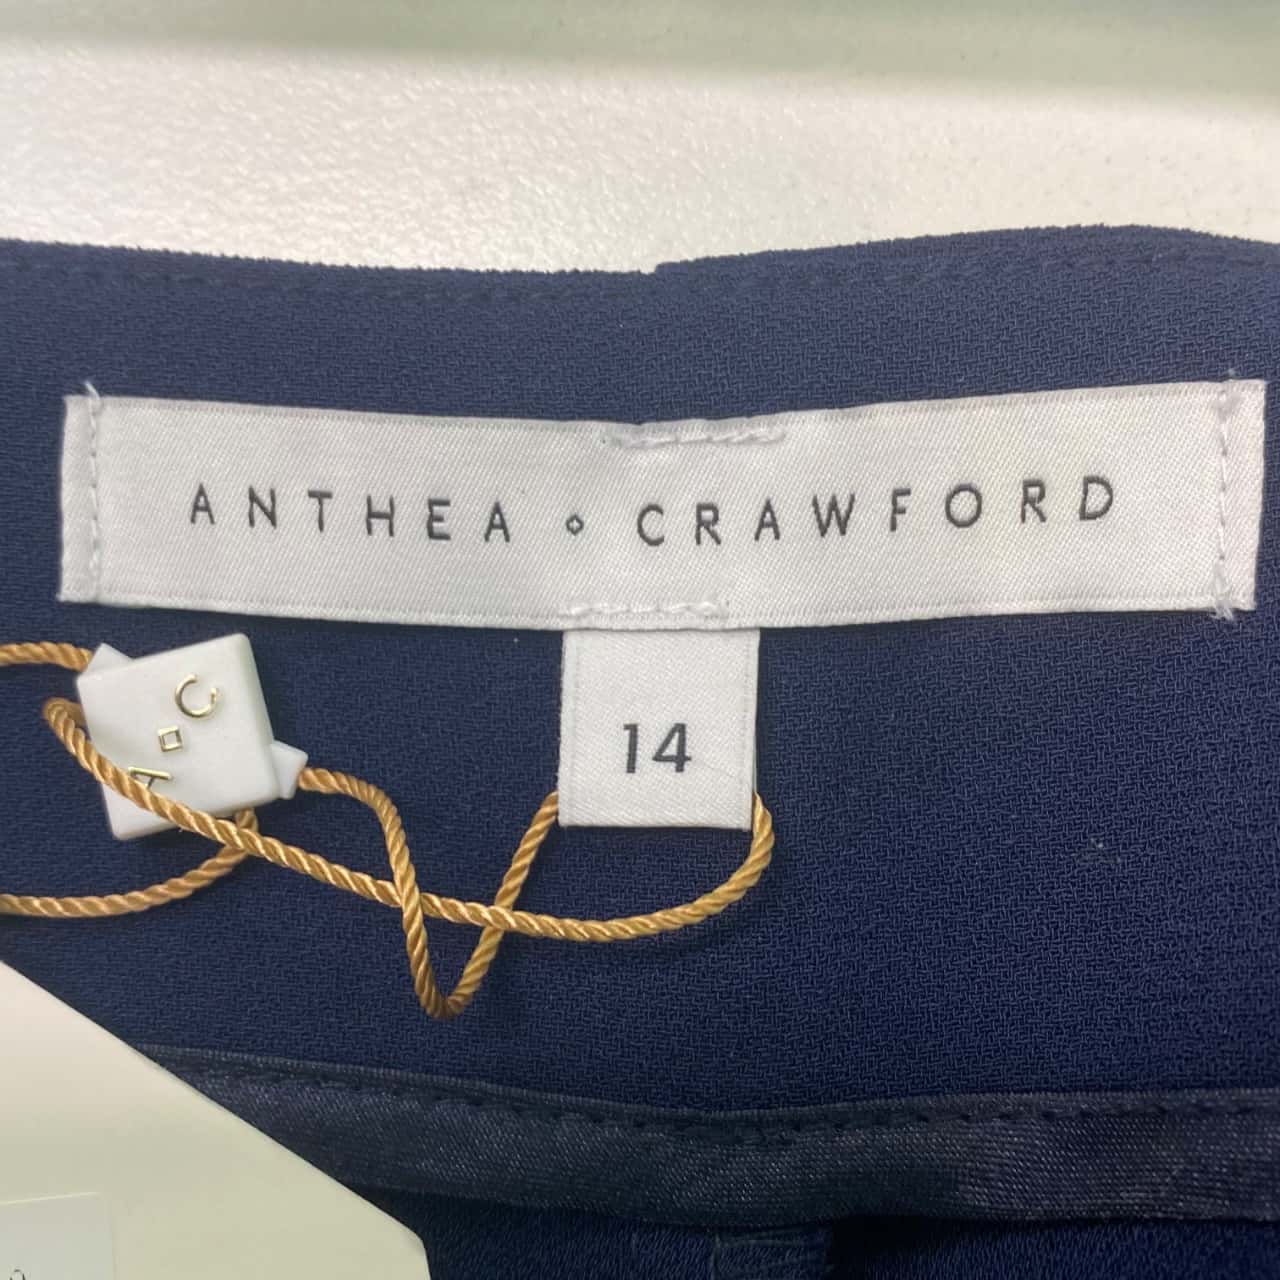 ANTHEA ⋄ CRAWFORD
A ⋄ C
14